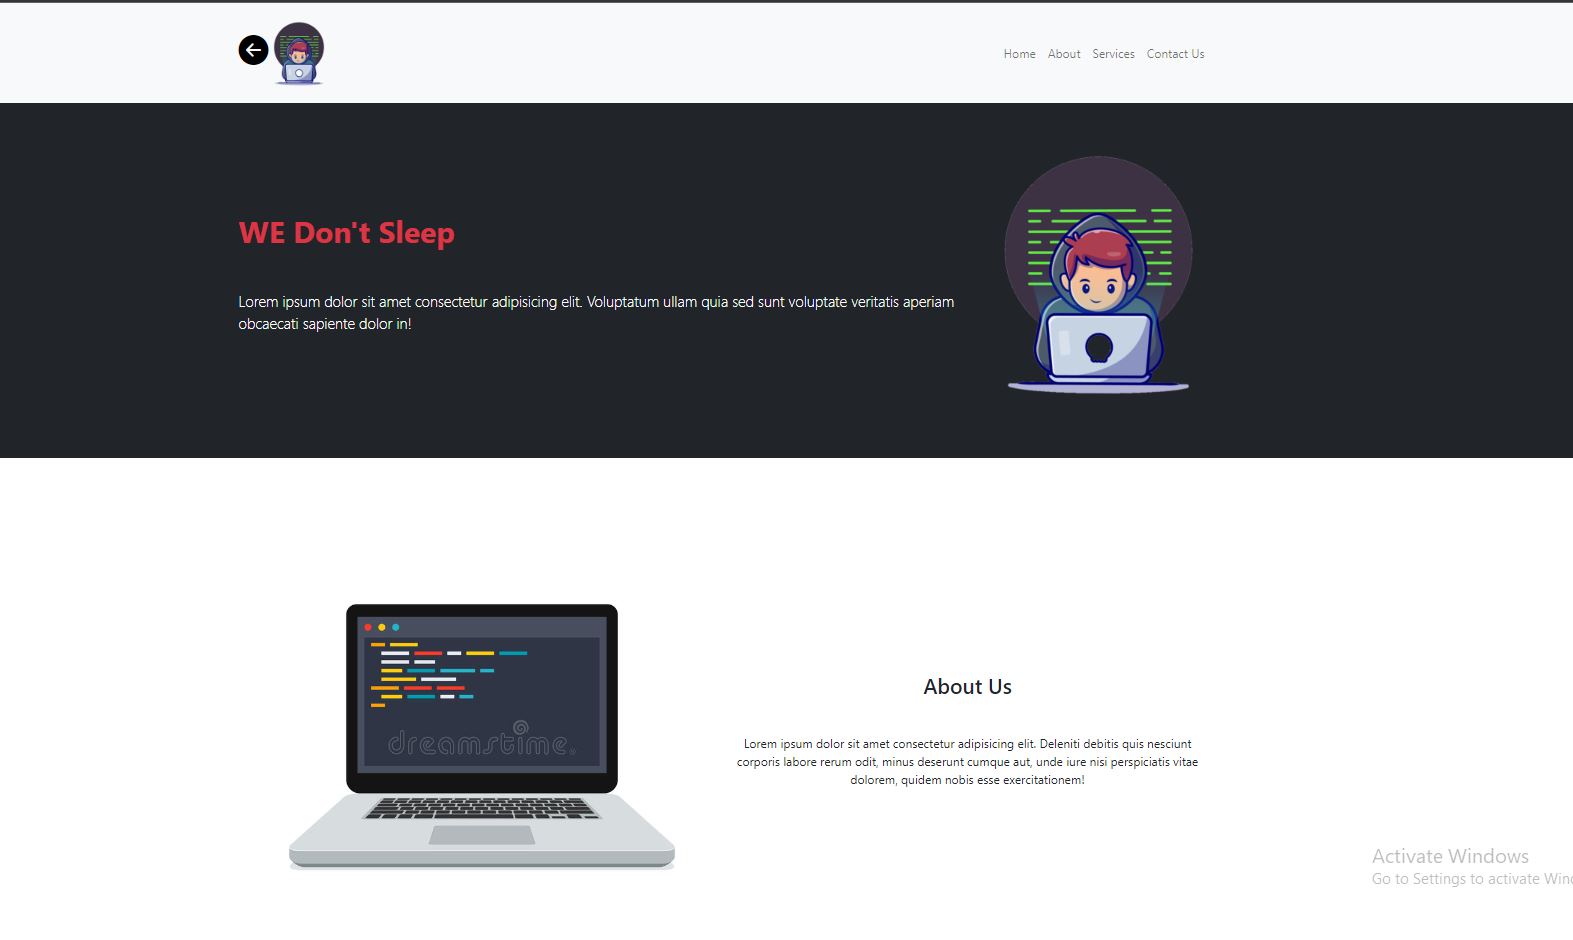 Home About Services Contact Us
WE Don't Sleep
Lorem ipsum dolor sit amet consectetur adipisicing elit. Voluptatum ullam quia sed sunt voluptate veritatis aperiam
obcaecati sapiente dolor in!
dreamstime.
About Us
Lorem ipsum dolor sit amet consectetur adipisicing elit. Deleniti debitis quis nesciunt
corporis labore rerum odit, minus deserunt cumque aut, unde iure nisi perspiciatis vitae
dolorem, quidem nobis esse exercitationem!
Activate Windows
Go to Settings to activate Win